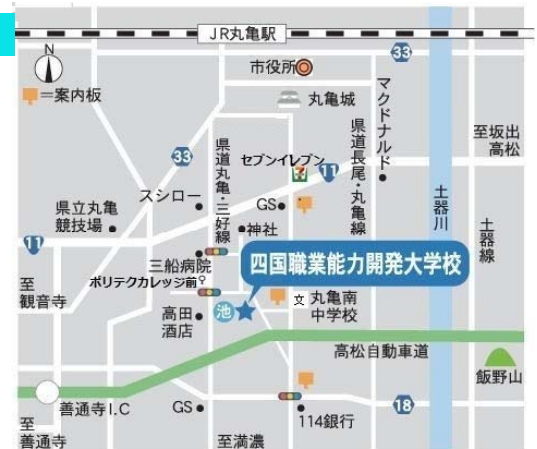 JR丸亀駅
33
N
市役所
=案内板
丸亀城
マクドナルド
県道長尾・丸亀線
県道丸亀・三好線
セブンイレブン
7
11
至坂出
高松
33
スシロー
GS
県立丸亀
競技場
神社
土器川
土器線
11
三船病院
四国職業能力開発大学校
ポリテクカレッジ前
至
観音寺
池
文
丸亀南
中学校
高田
酒店
高松自動車道
飯野山
善通寺I.C
GS
18
114銀行
至
善通寺
至満濃